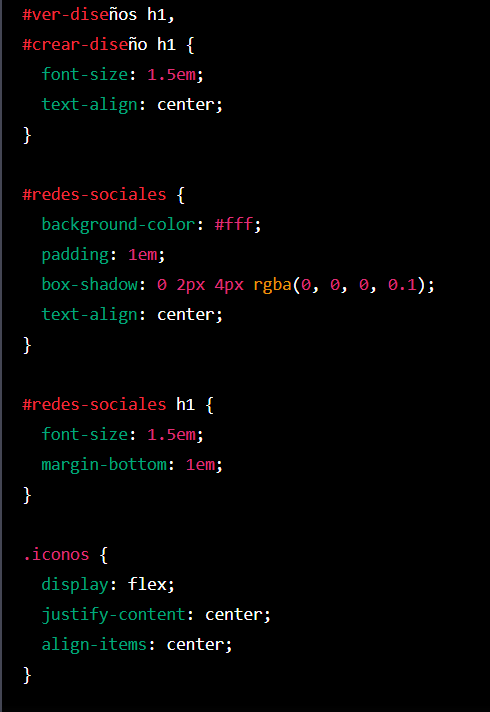 #ver-diseños h1,
#crear-diseño h1 {
  font-size: 1.5em;
  text-align: center;
}

#redes-sociales {
  background-color: #fff;
  padding: 1em;
  box-shadow: 0 2px 4px rgba(0, 0, 0, 0.1);
  text-align: center;
}

#redes-sociales h1 {
  font-size: 1.5em;
  margin-bottom: 1em;
}

.iconos {
  display: flex;
  justify-content: center;
  align-items: center;
}